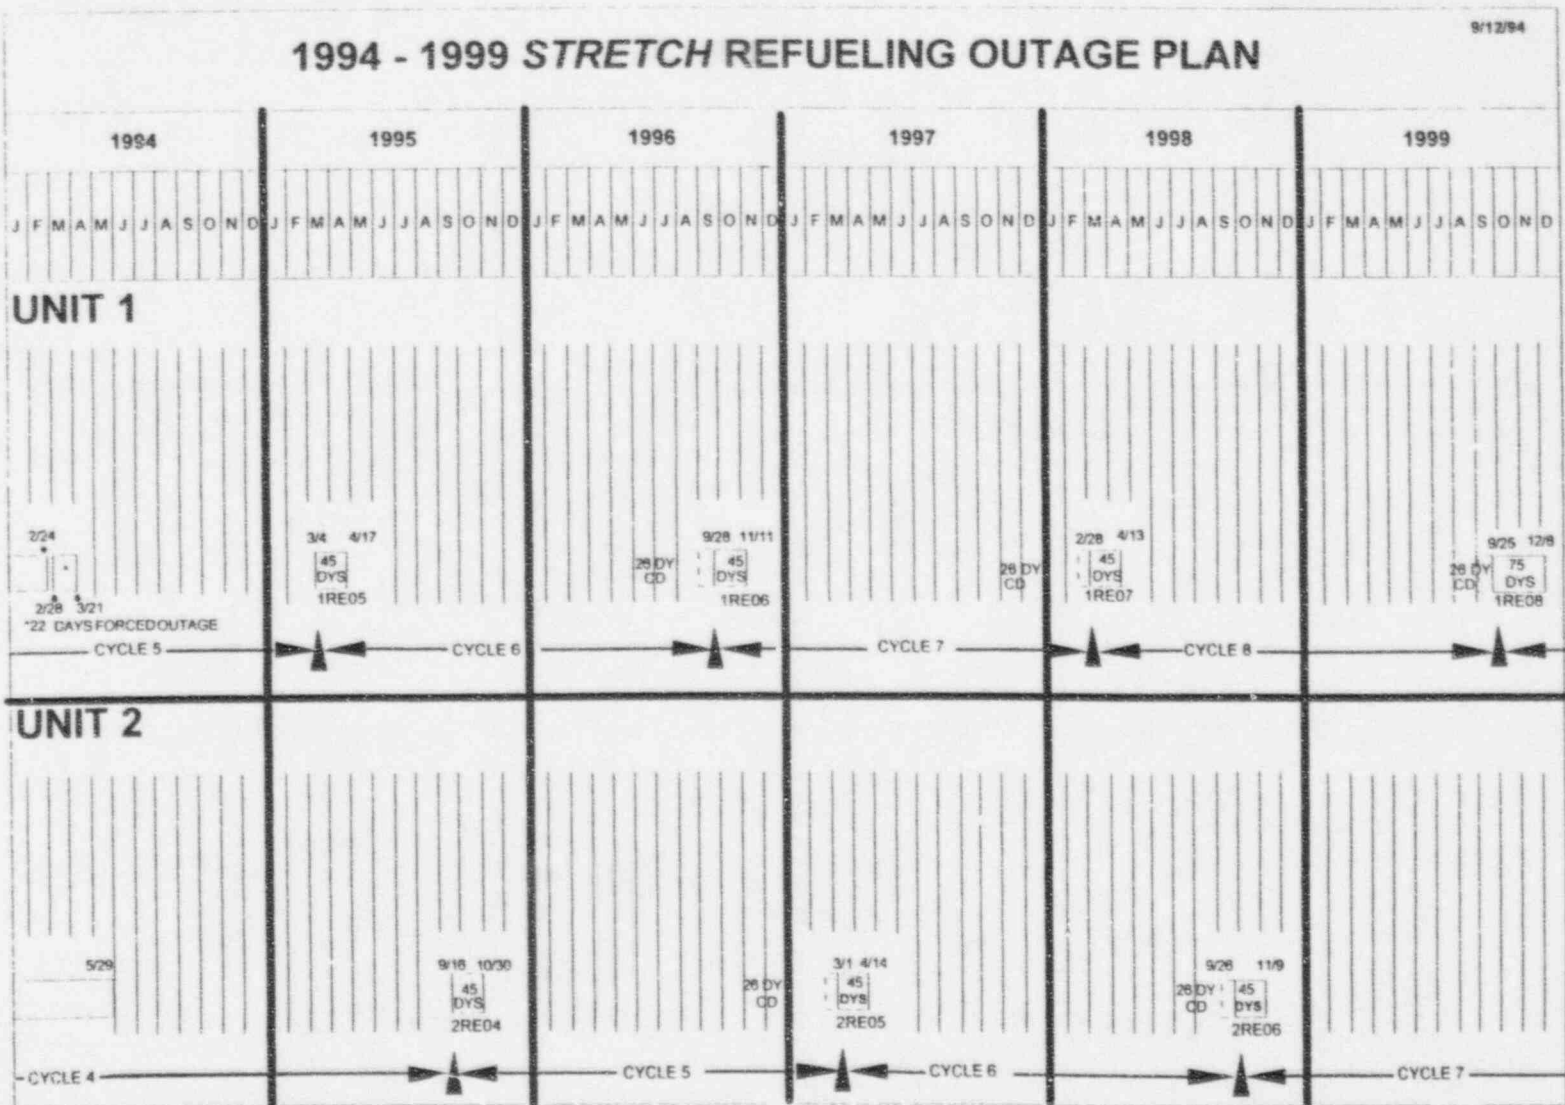 9/12/94
1994 - 1999 STRETCH REFUELING OUTAGE PLAN
1994 1995 1996 1997 1998 1999
J F M A M J J A S O N D J F M A M J J A S O N D J F M A M J J A S O N D J F M A M J J A S O N D J F M A M J J A S O N D J F M A M J J A S O N D
UNIT 1
2/24 3/4 4/17 9/28 11/11 2/28 4/13 9/25 12/8
45 DYS 26 DY CD 45 DYS 26 DY CD 45 DYS 26 DY CD 75 DYS
2/28 3/21 1RE05 1RE06 1RE07 1RE08
*22 DAYS FORCED OUTAGE
CYCLE 5 CYCLE 6 CYCLE 7 CYCLE 8
UNIT 2
5/29 9/16 10/30 3/1 4/14 9/26 11/9
45 DYS 26 DY CD 45 DYS 26 DY CD 45 DYS
2RE04 2RE05 2RE06
CYCLE 4 CYCLE 5 CYCLE 6 CYCLE 7